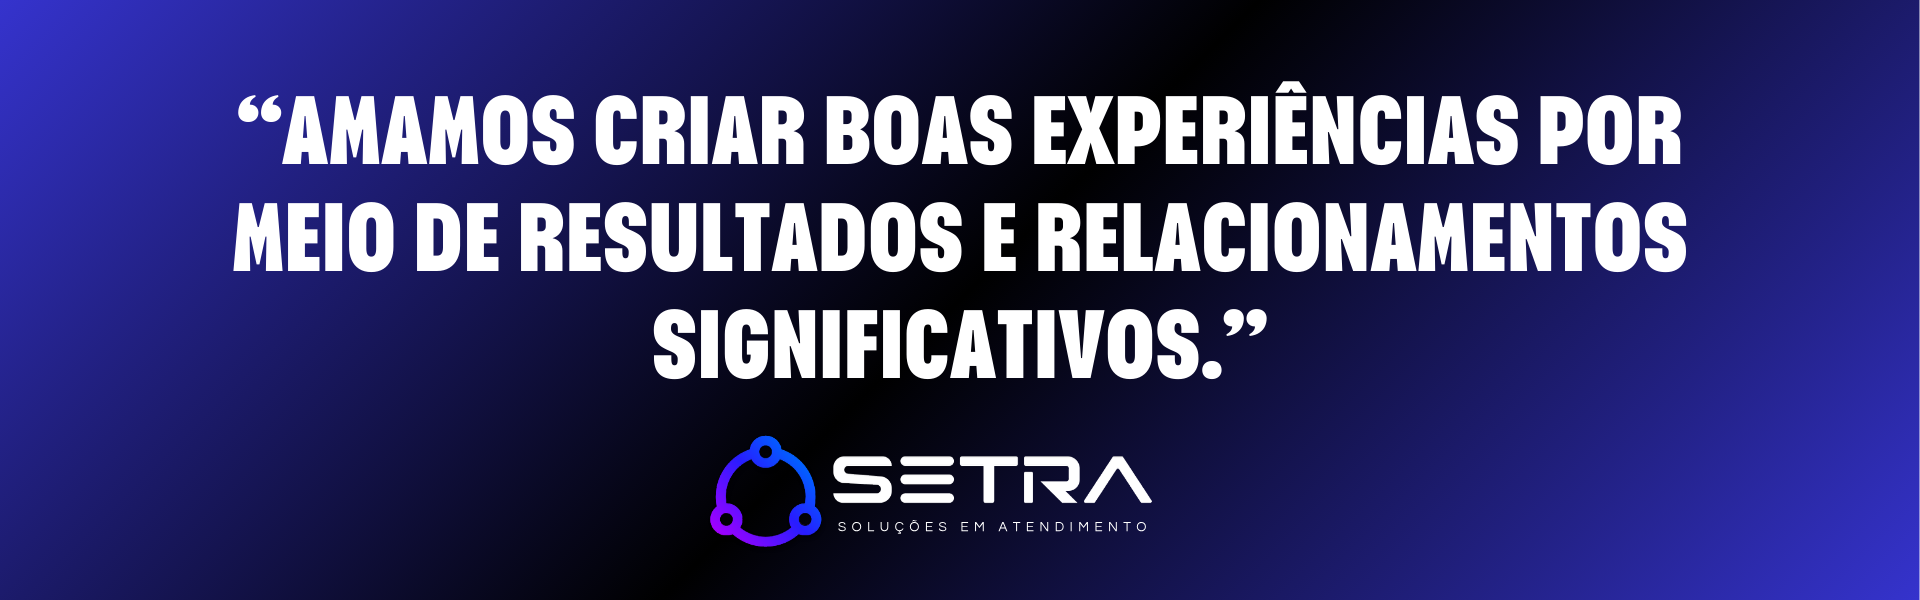 “AMAMOS CRIAR BOAS EXPERIÊNCIAS POR
MEIO DE RESULTADOS E RELACIONAMENTOS
SIGNIFICATIVOS.”
SETRA
SOLUÇÕES EM ATENDIMENTO